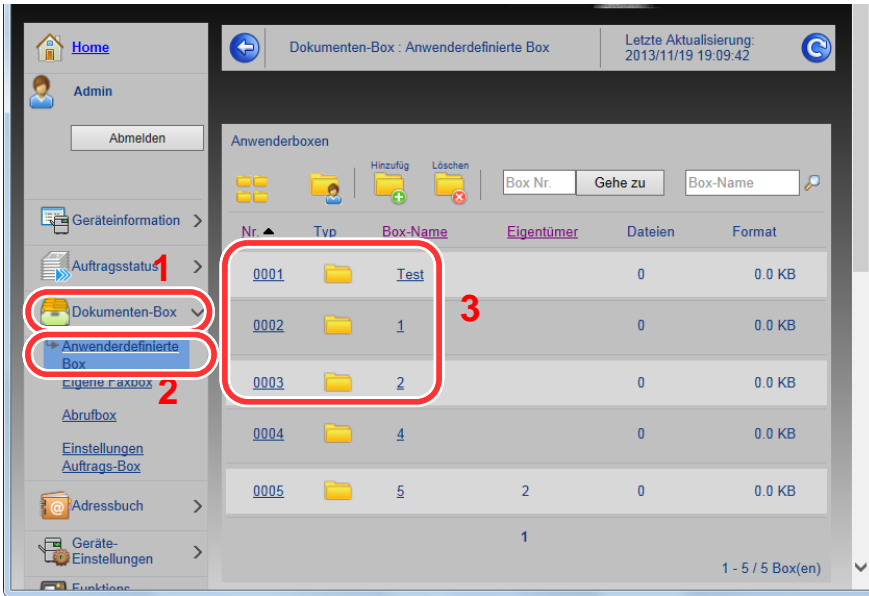 Home
Dokumenten-Box : Anwenderdefinierte Box
Letzte Aktualisierung:
2013/11/19 19:09:42
Admin
Abmelden
Geräteinformation
Auftragsstatus
1
Dokumenten-Box
Anwenderdefinierte
Box
2
Eigene Faxbox
Abrufbox
Einstellungen
Auftrags-Box
Adressbuch
Geräte-
Einstellungen
Funktions
Anwenderboxen
Hinzufüg Löschen
Box Nr. Gehe zu Box-Name
Nr. Typ Box-Name Eigentümer Dateien Format
0001 Test 0 0.0 KB
3
0002 1 0 0.0 KB
0003 2 0 0.0 KB
0004 4 0 0.0 KB
0005 5 2 0 0.0 KB
1
1 - 5 / 5 Box(en)